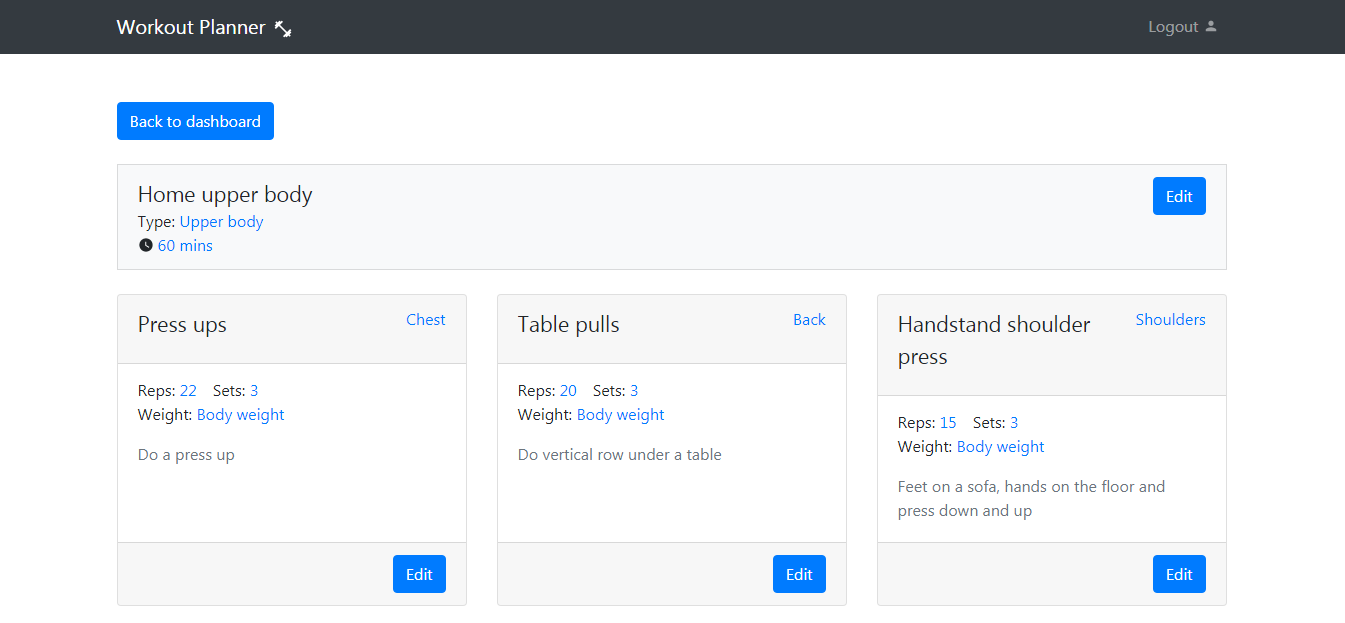 Workout Planner
Logout
Back to dashboard
Home upper body
Edit
Type: Upper body
60 mins
Press ups
Chest
Reps: 22 Sets: 3
Weight: Body weight
Do a press up
Edit
Table pulls
Back
Reps: 20 Sets: 3
Weight: Body weight
Do vertical row under a table
Edit
Handstand shoulder
press
Shoulders
Reps: 15 Sets: 3
Weight: Body weight
Feet on a sofa, hands on the floor and
press down and up
Edit